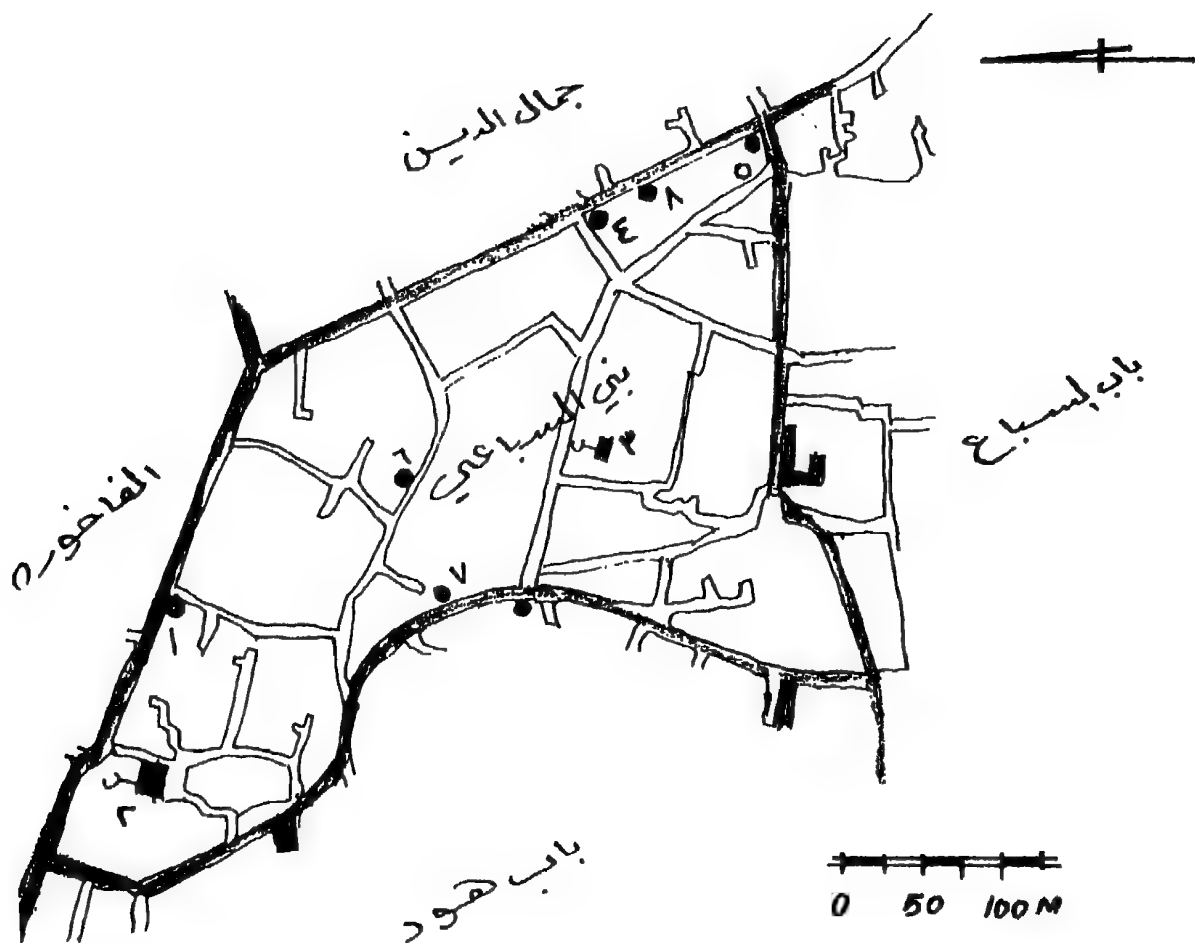 جمال الدين
٥
٨
٤
بني السباعي
س ٣
باب السباع
٦
الفاخوره
٧
١
س
٢
باب هود
0 50 100 M